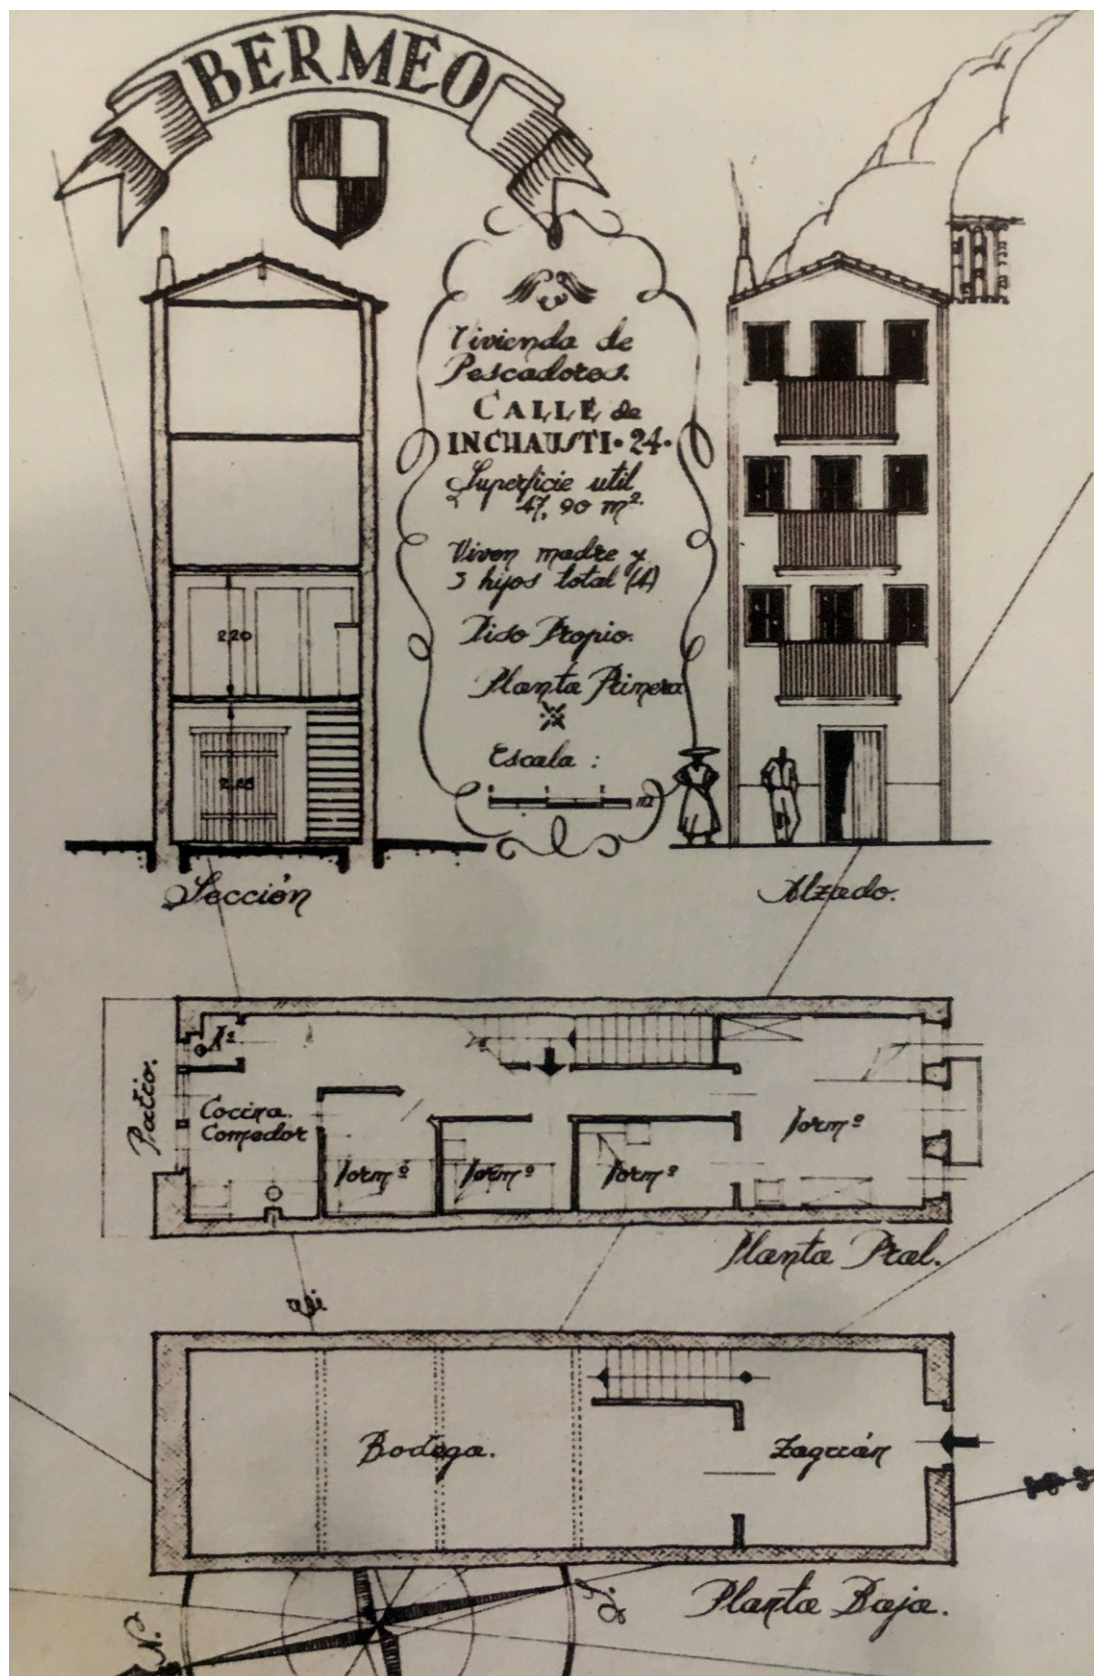 BERMEO
Vivienda de
Pescadores.
CALLE de
INCHAUSTI·24·
Superficie util
47,90 m².
Viven madre y
3 hijos total (4)
Piso Propio.
Planta Primera
Escala :
2,20
Sección
Alzado.
Patio.
Cocina.
Comedor
Dormº
Dormº
Dormº
Dormº
Planta Pral.
Bodega.
Zaguán
Planta Baja.
N.